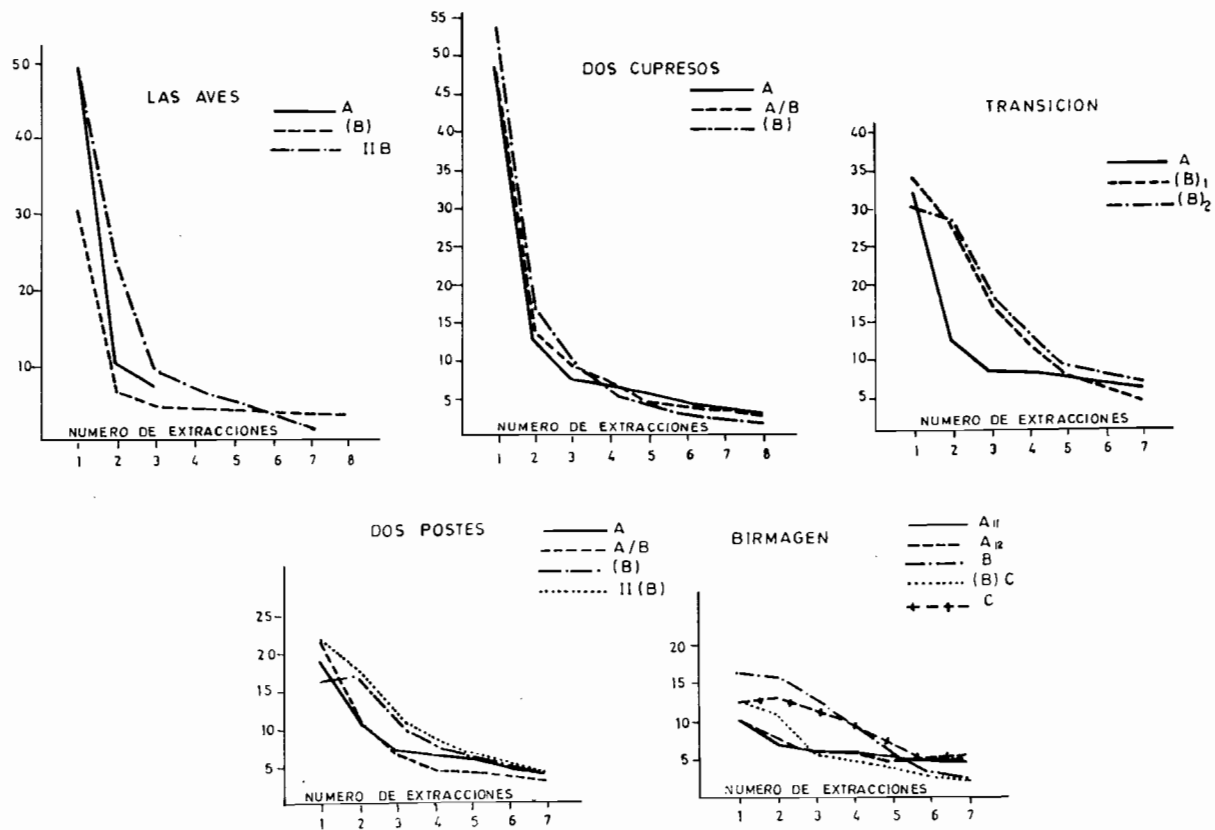 LAS AVES
A
(B)
IIB
50
40
30
20
10
NUMERO DE EXTRACCIONES
1 2 3 4 5 6 7 8
DOS CUPRESOS
A
A/B
(B)
55
50
45
40
35
30
25
20
15
10
5
NUMERO DE EXTRACCIONES
1 2 3 4 5 6 7 8
TRANSICION
A
(B)1
(B)2
40
35
30
25
20
15
10
5
NUMERO DE EXTRACCIONES
1 2 3 4 5 6 7
DOS POSTES
A
A/B
(B)
II(B)
25
20
15
10
5
NUMERO DE EXTRACCIONES
1 2 3 4 5 6 7
BIRMAGEN
A11
A12
B
(B)C
C
20
15
10
5
NUMERO DE EXTRACCIONES
1 2 3 4 5 6 7